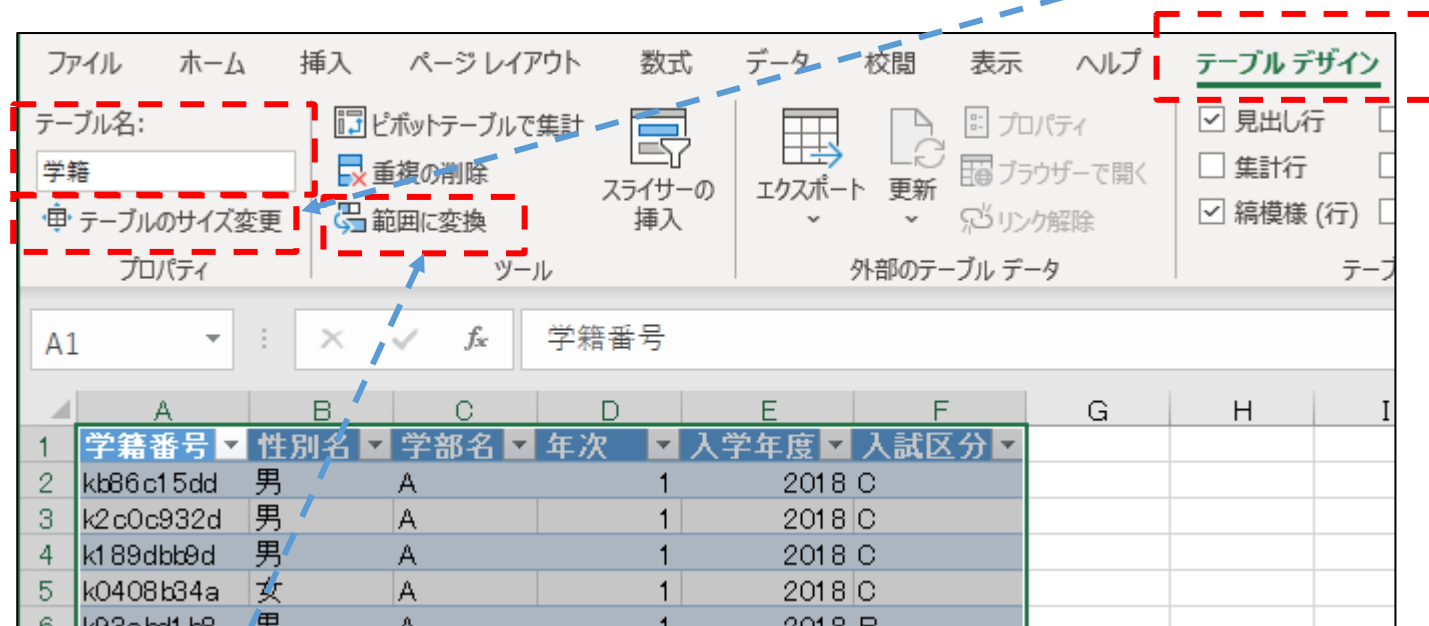 ファイル ホーム 挿入 ページ レイアウト 数式 データ 校閲 表示 ヘルプ テーブル デザイン
テーブル名:
学籍
テーブルのサイズ変更
プロパティ
ピボットテーブルで集計
重複の削除
範囲に変換
スライサーの
挿入
ツール
エクスポート
更新
プロパティ
ブラウザーで開く
リンク解除
外部のテーブル データ
見出し行
集計行
縞模様 (行)
テーブ
A1 fx 学籍番号
A B C D E F G H I
1 学籍番号 性別名 学部名 年次 入学年度 入試区分
2 kb86c15dd 男 A 1 2018 C
3 k2c0c932d 男 A 1 2018 C
4 k189dbb9d 男 A 1 2018 C
5 k0408b34a 女 A 1 2018 C